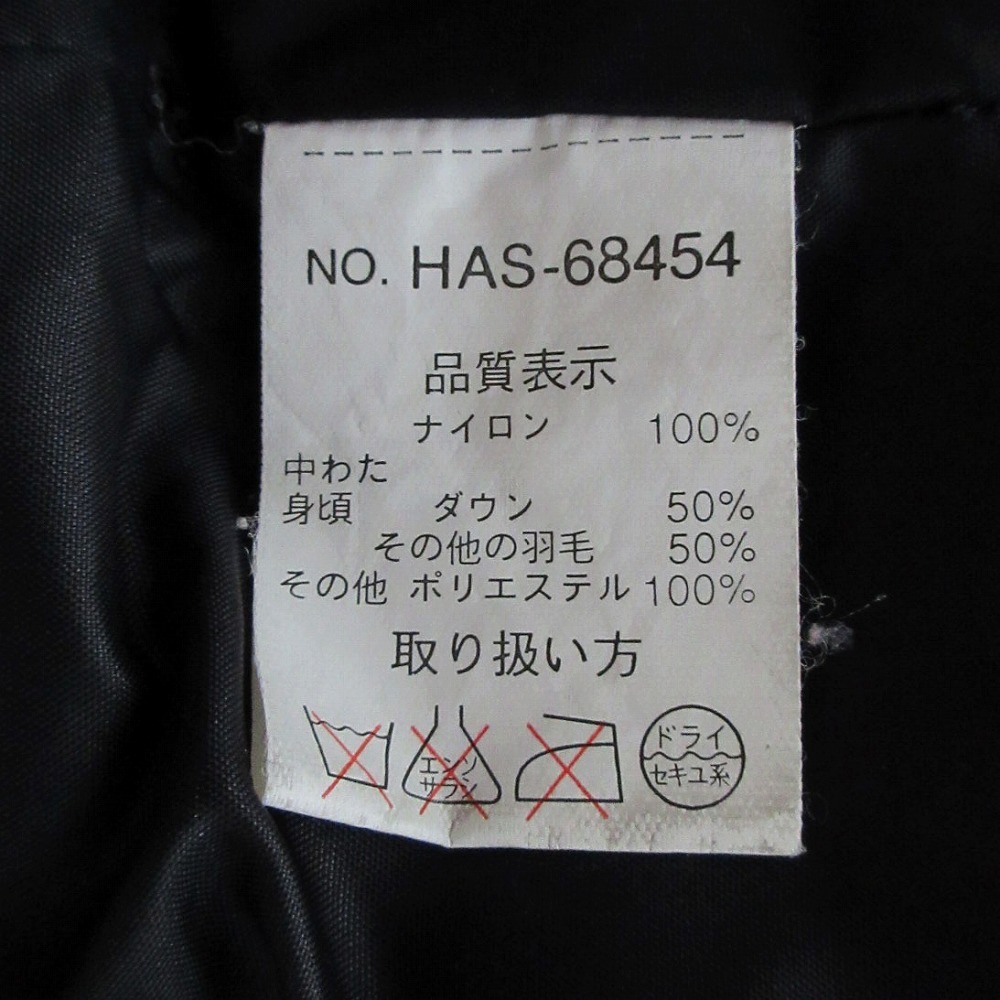 NO. HAS-68454
品質表示
ナイロン 100%
中わた
身頃 ダウン 50%
その他の羽毛 50%
その他 ポリエステル 100%
取り扱い方
エンソ
サラシ
ドライ
セキユ系